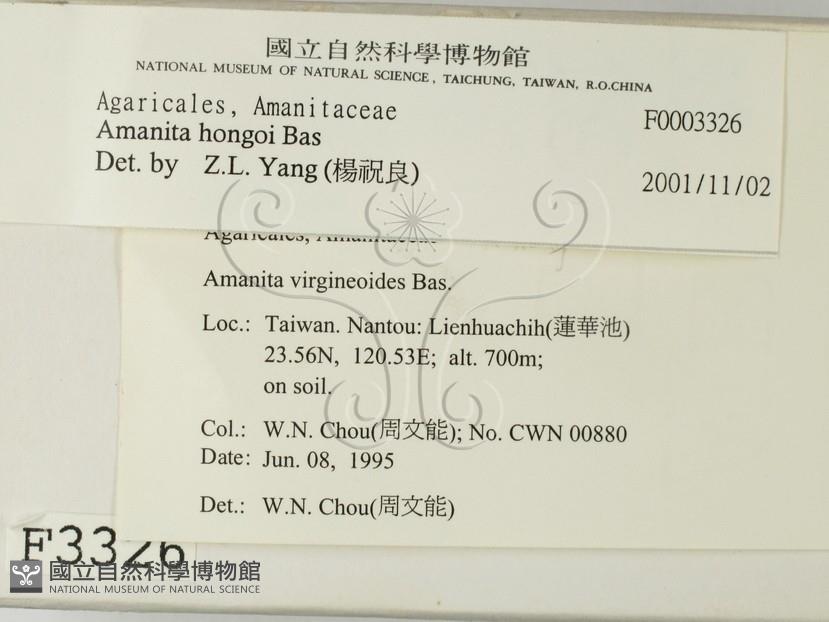 國立自然科學博物館
NATIONAL MUSEUM OF NATURAL SCIENCE, TAICHUNG, TAIWAN, R.O.CHINA
Agaricales, Amanitaceae F0003326
Amanita hongoi Bas
Det. by Z.L. Yang (楊祝良) 2001/11/02
Agaricales, Amanitaceae
Amanita virgineoides Bas.
Loc.: Taiwan. Nantou: Lienhuachih(蓮華池)
23.56N, 120.53E; alt. 700m;
on soil.
Col.: W.N. Chou(周文能); No. CWN 00880
Date: Jun. 08, 1995
Det.: W.N. Chou(周文能)
F3326
國立自然科學博物館
NATIONAL MUSEUM OF NATURAL SCIENCE